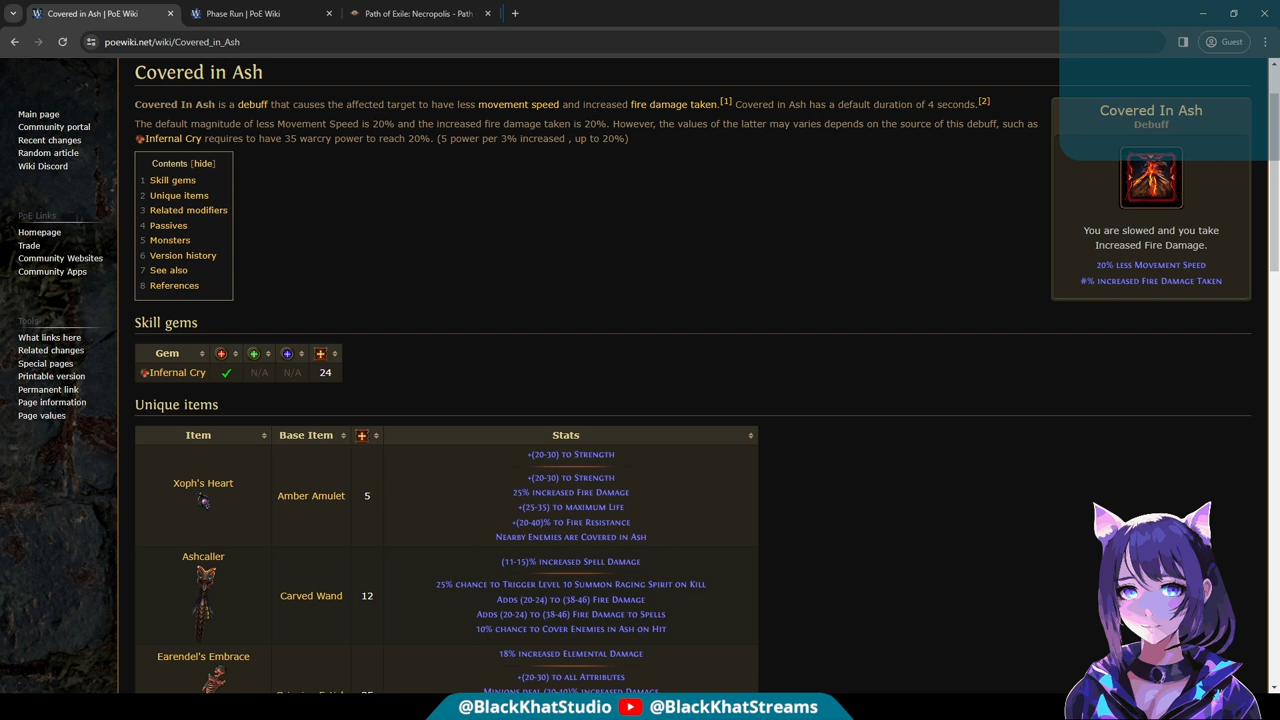 Covered in Ash | PoE Wiki
Phase Run | PoE Wiki
Path of Exile: Necropolis - Path
poewiki.net/wiki/Covered_in_Ash
Guest
Main page
Community portal
Recent changes
Random article
Wiki Discord
PoE Links
Homepage
Trade
Community Websites
Community Apps
Tools
What links here
Related changes
Special pages
Printable version
Permanent link
Page information
Page values
Covered in Ash
Covered In Ash is a debuff that causes the affected target to have less movement speed and increased fire damage taken.[1] Covered in Ash has a default duration of 4 seconds.[2]
The default magnitude of less Movement Speed is 20% and the increased fire damage taken is 20%. However, the values of the latter may varies depends on the source of this debuff, such as
Infernal Cry requires to have 35 warcry power to reach 20%. (5 power per 3% increased , up to 20%)
Contents [hide]
1 Skill gems
2 Unique items
3 Related modifiers
4 Passives
5 Monsters
6 Version history
7 See also
8 References
Covered In Ash
Debuff
You are slowed and you take
Increased Fire Damage.
20% less Movement Speed
#% increased Fire Damage Taken
Skill gems
Gem
Infernal Cry N/A N/A 24
Unique items
Item Base Item Stats
Xoph's Heart
Amber Amulet
5
+(20-30) to Strength
+(20-30) to Strength
25% increased Fire Damage
+(25-35) to maximum Life
+(20-40)% to Fire Resistance
Nearby Enemies are Covered in Ash
Ashcaller
Carved Wand
12
(11-15)% increased Spell Damage
25% chance to Trigger Level 10 Summon Raging Spirit on Kill
Adds (20-24) to (38-46) Fire Damage
Adds (20-24) to (38-46) Fire Damage to Spells
10% chance to Cover Enemies in Ash on Hit
Earendel's Embrace
18% increased Elemental Damage
+(20-30) to all Attributes
Minions deal (20-40)% increased Damage
@BlackKhatStudio @BlackKhatStreams